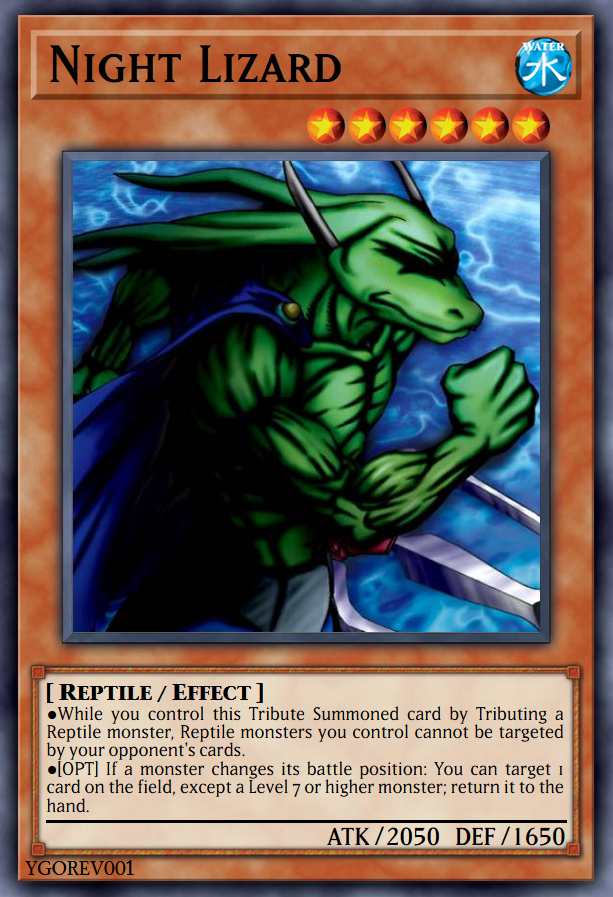 Night Lizard
WATER
水
[ Reptile / Effect ]
●While you control this Tribute Summoned card by Tributing a
Reptile monster, Reptile monsters you control cannot be targeted
by your opponent's cards.
●[OPT] If a monster changes its battle position: You can target 1
card on the field, except a Level 7 or higher monster; return it to the
hand.
ATK / 2050 DEF / 1650
YGOREV001